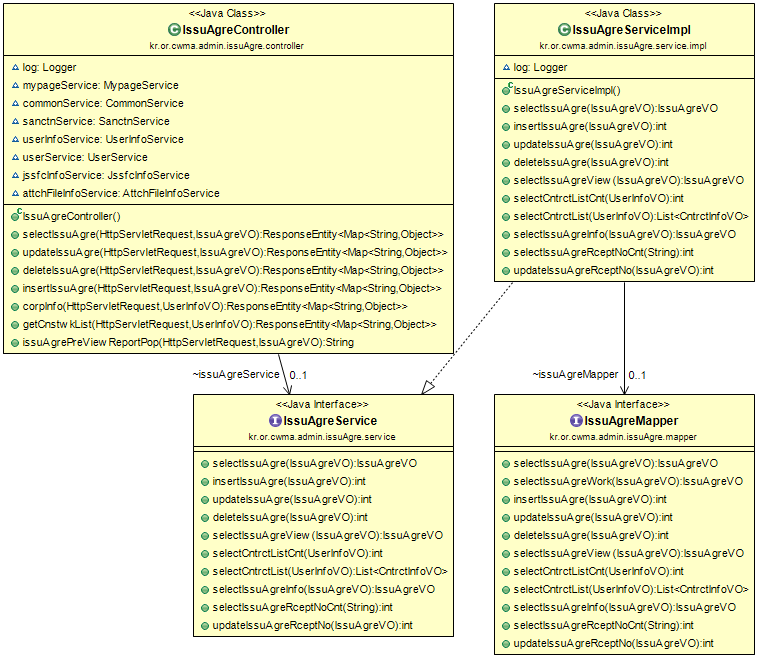 <<Java Class>>
IssuAgreController
kr.or.cwma.admin.issuAgre.controller
log: Logger
mypageService: MypageService
commonService: CommonService
sanctnService: SanctnService
userInfoService: UserInfoService
userService: UserService
jssfcInfoService: JssfcInfoService
attchFileInfoService: AttchFileInfoService
IssuAgreController()
selectIssuAgre(HttpServletRequest,IssuAgreVO):ResponseEntity<Map<String,Object>>
updateIssuAgre(HttpServletRequest,IssuAgreVO):ResponseEntity<Map<String,Object>>
deleteIssuAgre(HttpServletRequest,IssuAgreVO):ResponseEntity<Map<String,Object>>
insertIssuAgre(HttpServletRequest,IssuAgreVO):ResponseEntity<Map<String,Object>>
corpInfo(HttpServletRequest,UserInfoVO):ResponseEntity<Map<String,Object>>
getCnstwkList(HttpServletRequest,UserInfoVO):ResponseEntity<Map<String,Object>>
issuAgrePreViewReportPop(HttpServletRequest,IssuAgreVO):String
<<Java Class>>
IssuAgreServiceImpl
kr.or.cwma.admin.issuAgre.service.impl
log: Logger
IssuAgreServiceImpl()
selectIssuAgre(IssuAgreVO):IssuAgreVO
insertIssuAgre(IssuAgreVO):int
updateIssuAgre(IssuAgreVO):int
deleteIssuAgre(IssuAgreVO):int
selectIssuAgreView(IssuAgreVO):IssuAgreVO
selectCntrctListCnt(UserInfoVO):int
selectCntrctList(UserInfoVO):List<CntrctInfoVO>
selectIssuAgreInfo(IssuAgreVO):IssuAgreVO
selectIssuAgreRceptNoCnt(String):int
updateIssuAgreRceptNo(IssuAgreVO):int
~issuAgreService 0..1
~issuAgreMapper 0..1
<<Java Interface>>
IssuAgreService
kr.or.cwma.admin.issuAgre.service
selectIssuAgre(IssuAgreVO):IssuAgreVO
insertIssuAgre(IssuAgreVO):int
updateIssuAgre(IssuAgreVO):int
deleteIssuAgre(IssuAgreVO):int
selectIssuAgreView(IssuAgreVO):IssuAgreVO
selectCntrctListCnt(UserInfoVO):int
selectCntrctList(UserInfoVO):List<CntrctInfoVO>
selectIssuAgreInfo(IssuAgreVO):IssuAgreVO
selectIssuAgreRceptNoCnt(String):int
updateIssuAgreRceptNo(IssuAgreVO):int
<<Java Interface>>
IssuAgreMapper
kr.or.cwma.admin.issuAgre.mapper
selectIssuAgre(IssuAgreVO):IssuAgreVO
selectIssuAgreWork(IssuAgreVO):IssuAgreVO
insertIssuAgre(IssuAgreVO):int
updateIssuAgre(IssuAgreVO):int
deleteIssuAgre(IssuAgreVO):int
selectIssuAgreView(IssuAgreVO):IssuAgreVO
selectCntrctListCnt(UserInfoVO):int
selectCntrctList(UserInfoVO):List<CntrctInfoVO>
selectIssuAgreInfo(IssuAgreVO):IssuAgreVO
selectIssuAgreRceptNoCnt(String):int
updateIssuAgreRceptNo(IssuAgreVO):int